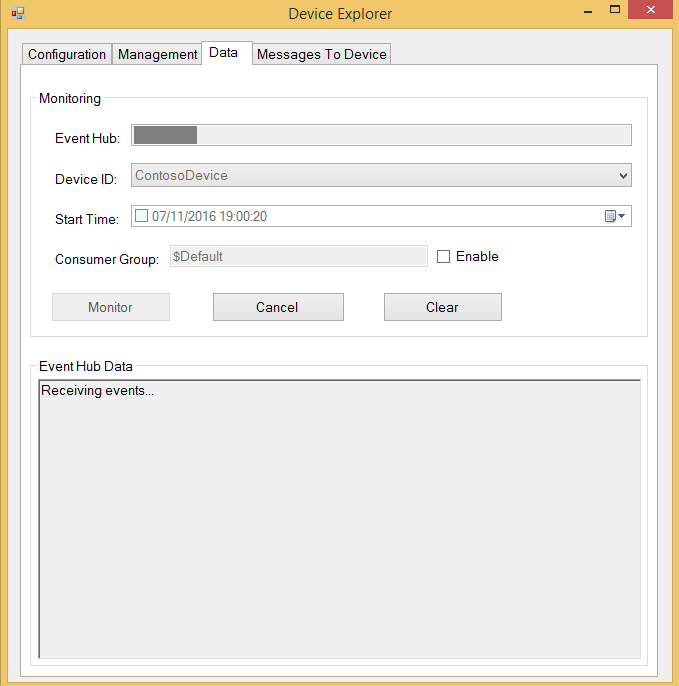 Device Explorer
Configuration Management Data Messages To Device
Monitoring
Event Hub:
Device ID: ContosoDevice
Start Time: 07/11/2016 19:00:20
Consumer Group: $Default Enable
Monitor Cancel Clear
Event Hub Data
Receiving events...